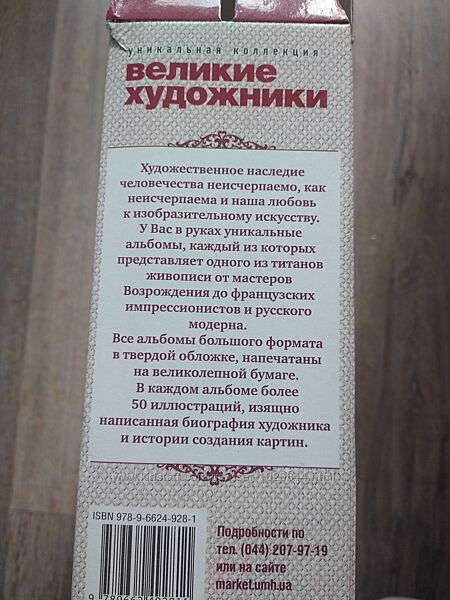 уникальная коллекция
великие
художники
Художественное наследие
человечества неисчерпаемо, как
неисчерпаема и наша любовь
к изобразительному искусству.
У Вас в руках уникальные
альбомы, каждый из которых
представляет одного из титанов
живописи от мастеров
Возрождения до французских
импрессионистов и русского
модерна.
Все альбомы большого формата
в твердой обложке, напечатаны
на великолепной бумаге.
В каждом альбоме более
50 иллюстраций, изящно
написанная биография художника
и истории создания картин.
ISBN 978-9-6624-928-1
Подробности по
тел. (044) 207-97-19
или на сайте
market.umh.ua